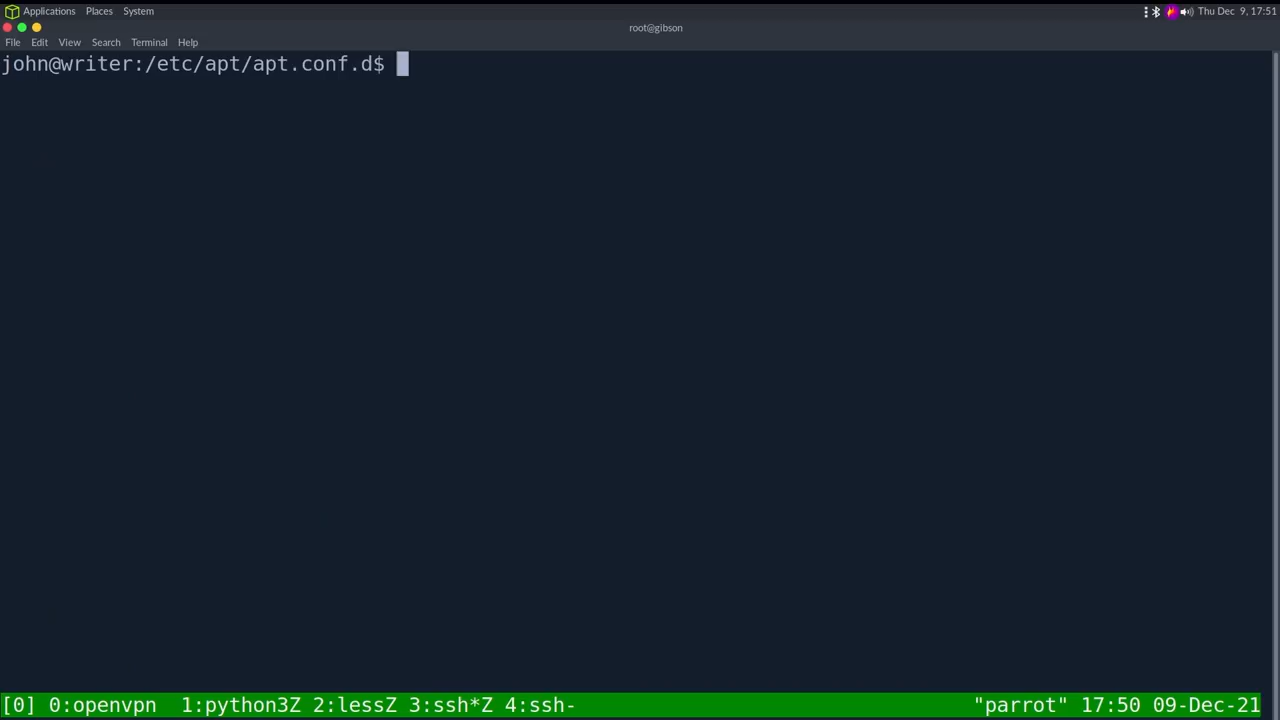 Applications Places System Thu Dec 9, 17:51
root@gibson
File Edit View Search Terminal Help
john@writer:/etc/apt/apt.conf.d$
[0] 0:openvpn 1:python3Z 2:lessZ 3:ssh*Z 4:ssh- "parrot" 17:50 09-Dec-21